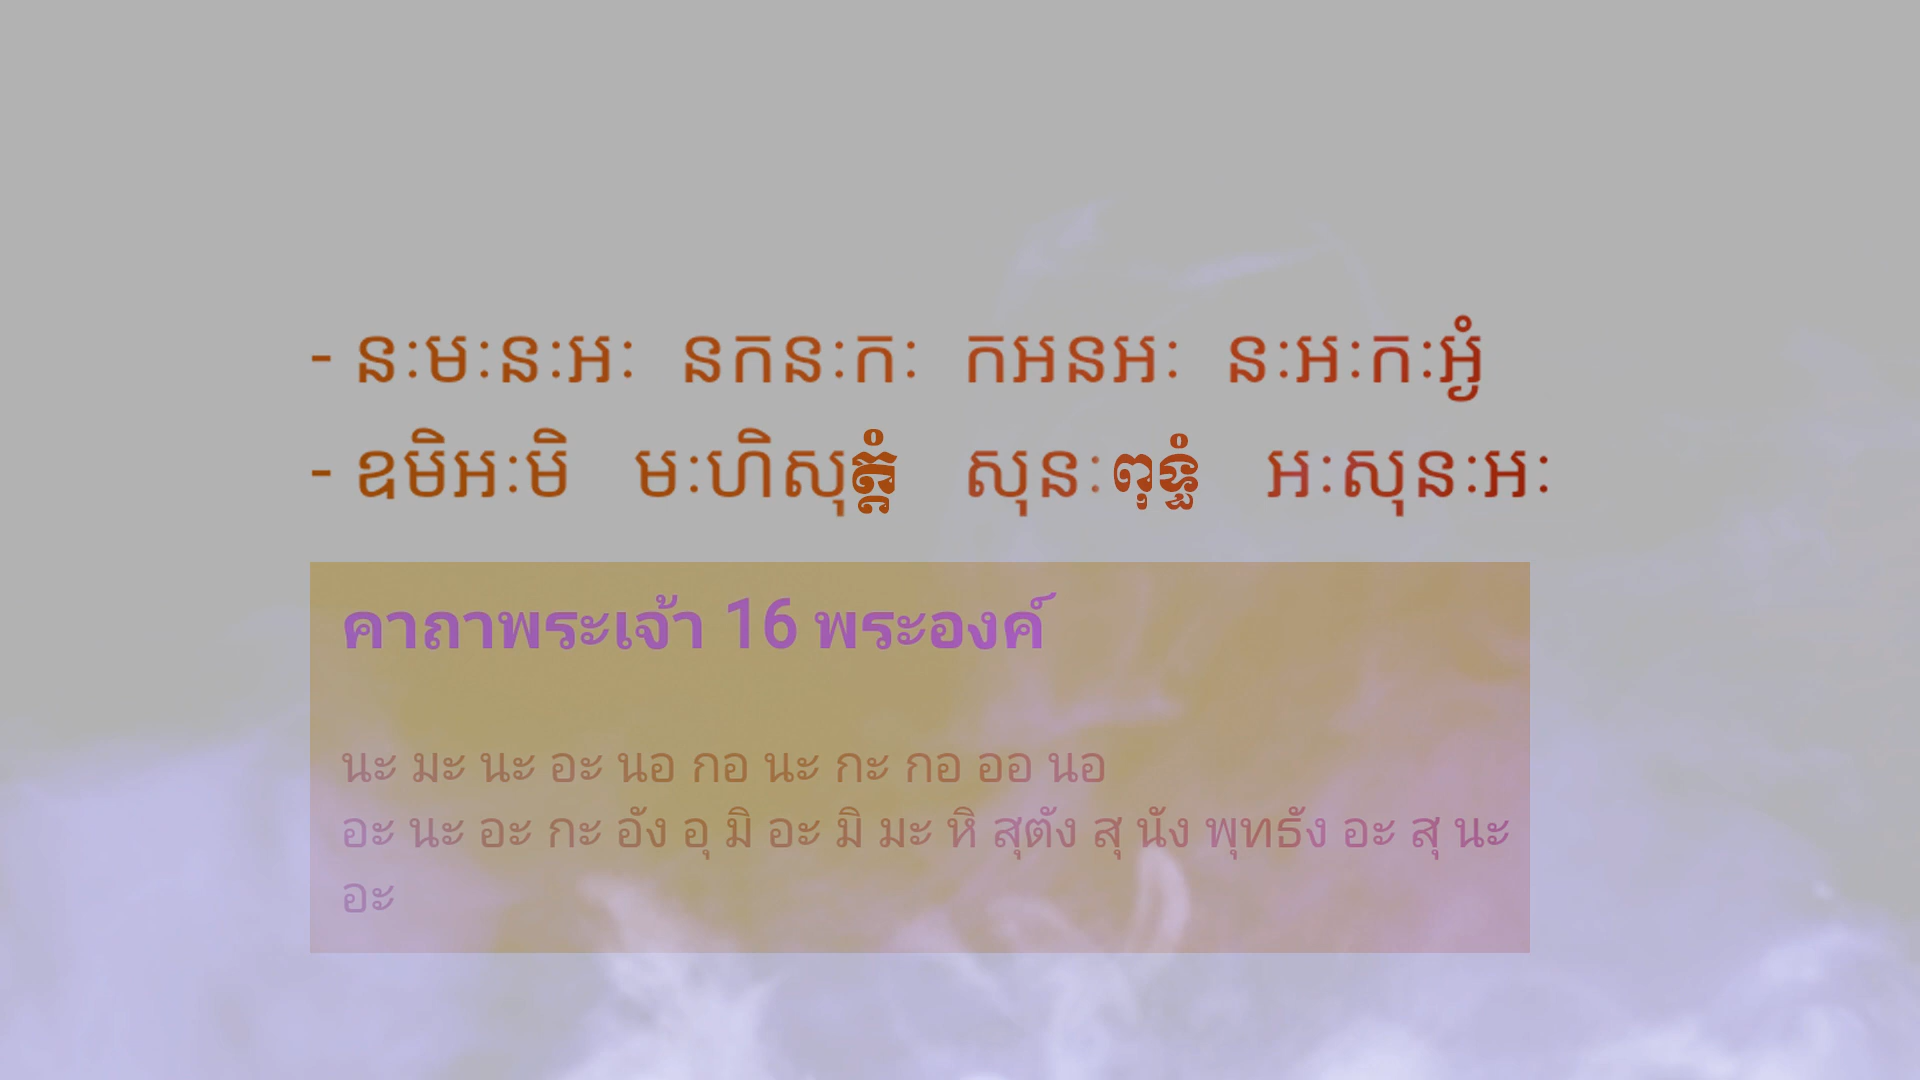 - នៈមៈនៈអៈ នកនៈកៈ កអនអៈ នៈអៈកៈអ្ងំ
- ឧមិអៈមិ មៈហិសុត្តំ សុនៈពុទ្ធំ អៈសុនៈអៈ
คาถาพระเจ้า 16 พระองค์
นะ มะ นะ อะ นอ กอ นะ กะ กอ ออ นอ
อะ นะ อะ กะ อัง อุ มิ อะ มิ มะ หิ สุตัง สุ นัง พุทธัง อะ สุ นะ
อะ